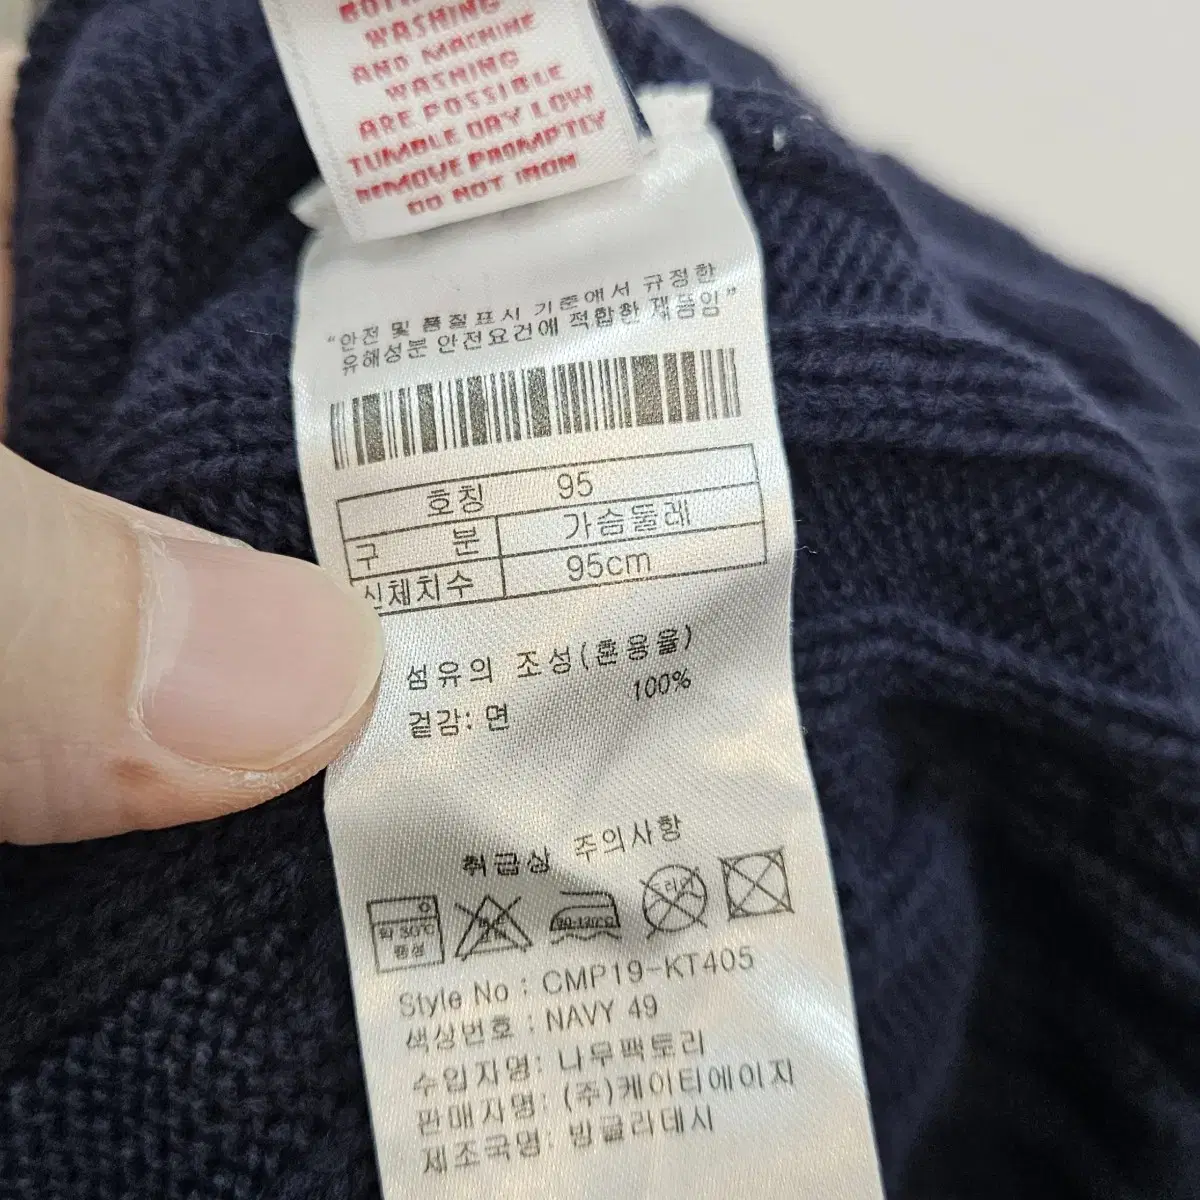 WASHING
AND MACHINE
WASHING
ARE POSSIBLE
TUMBLE DRY LOW
REMOVE PROMPTLY
DO NOT IRON
"안전 및 품질표시 기준에서 규정한
유해성분 안전요건에 적합한 제품임"
호칭 95
구 분 가슴둘레
신체치수 95cm
섬유의 조성(혼용율)
겉감: 면 100%
취급상 주의사항
약 30℃
중성
Style No : CMP19-KT405
색상번호 : NAVY 49
수입자명: 나무팩토리
판매자명: (주)케이티에이지
제조국명: 방글라데시